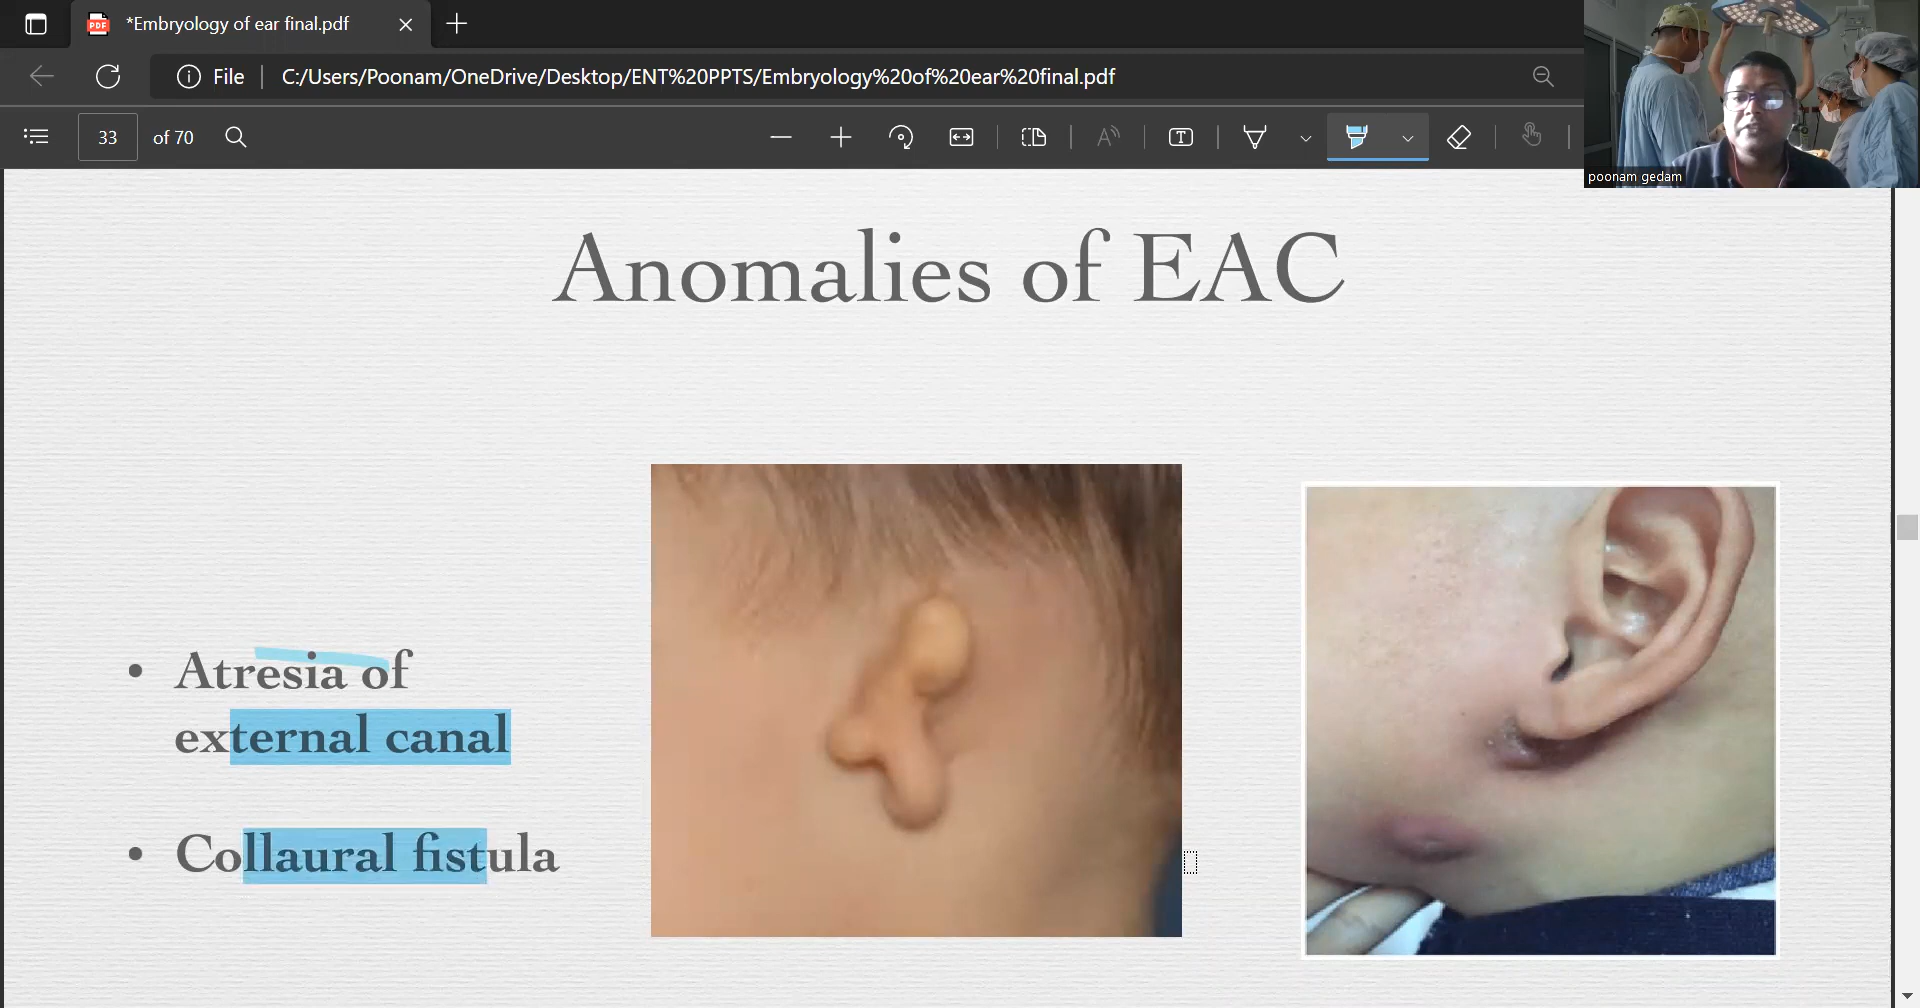 *Embryology of ear final.pdf
File
C:/Users/Poonam/OneDrive/Desktop/ENT%20PPTS/Embryology%20of%20ear%20final.pdf
33 of 70
poonam gedam
Anomalies of EAC
• Atresia of
external canal
• Collaural fistula